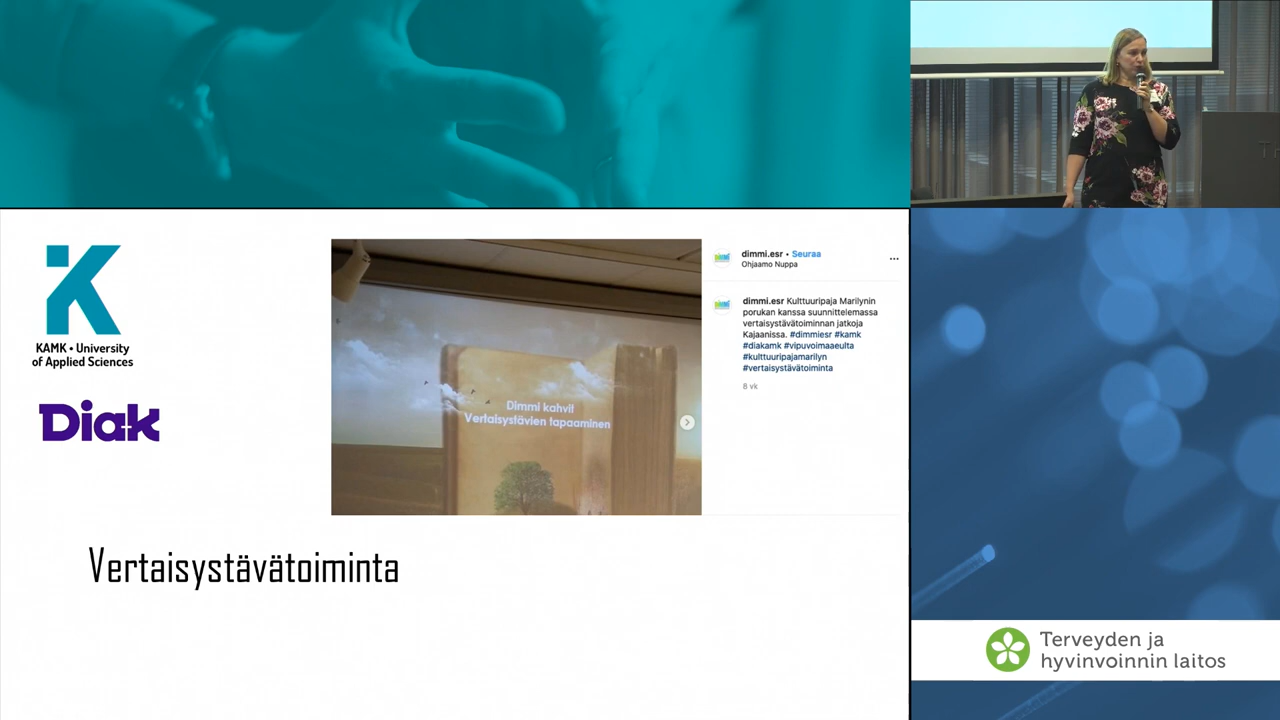 KAMK • University
of Applied Sciences
Diak
Dimmi kahvit
Vertaisystävien tapaaminen
dimmi.esr • Seuraa
Ohjaamo Nuppa
dimmi.esr Kulttuuripaja Marilynin
porukan kanssa suunnittelemassa
vertaisystävätoiminnan jatkoja
Kajaanissa. #dimmiesr #kamk
#diakamk #vipuvoimaaeulta
#kulttuuripajamarilyn
#vertaisystävätoiminta
8 vk
Vertaisystävätoiminta
Terveyden ja
hyvinvoinnin laitos